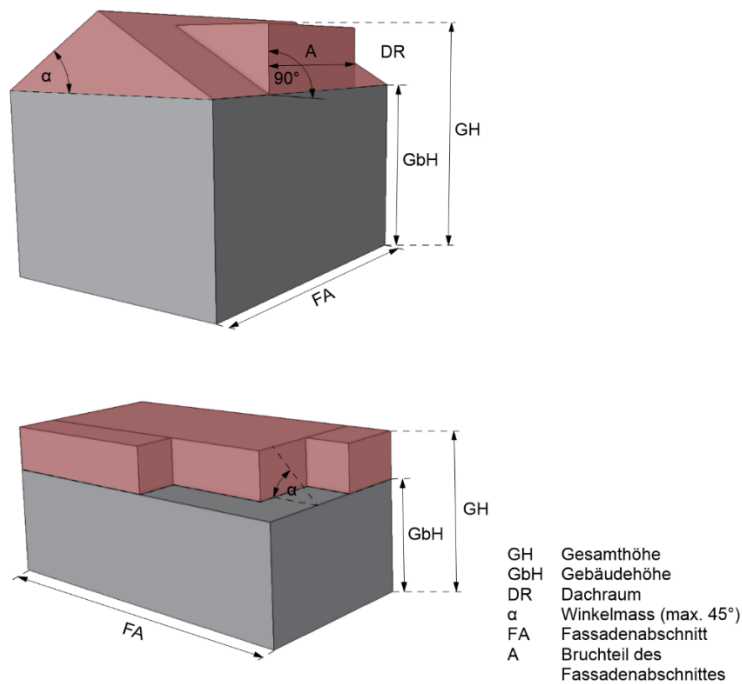 A
DR
α
90°
GH
GbH
FA
α
GH
GbH
FA
GH Gesamthöhe
GbH Gebäudehöhe
DR Dachraum
α Winkelmass (max. 45°)
FA Fassadenabschnitt
A Bruchteil des
Fassadenabschnittes